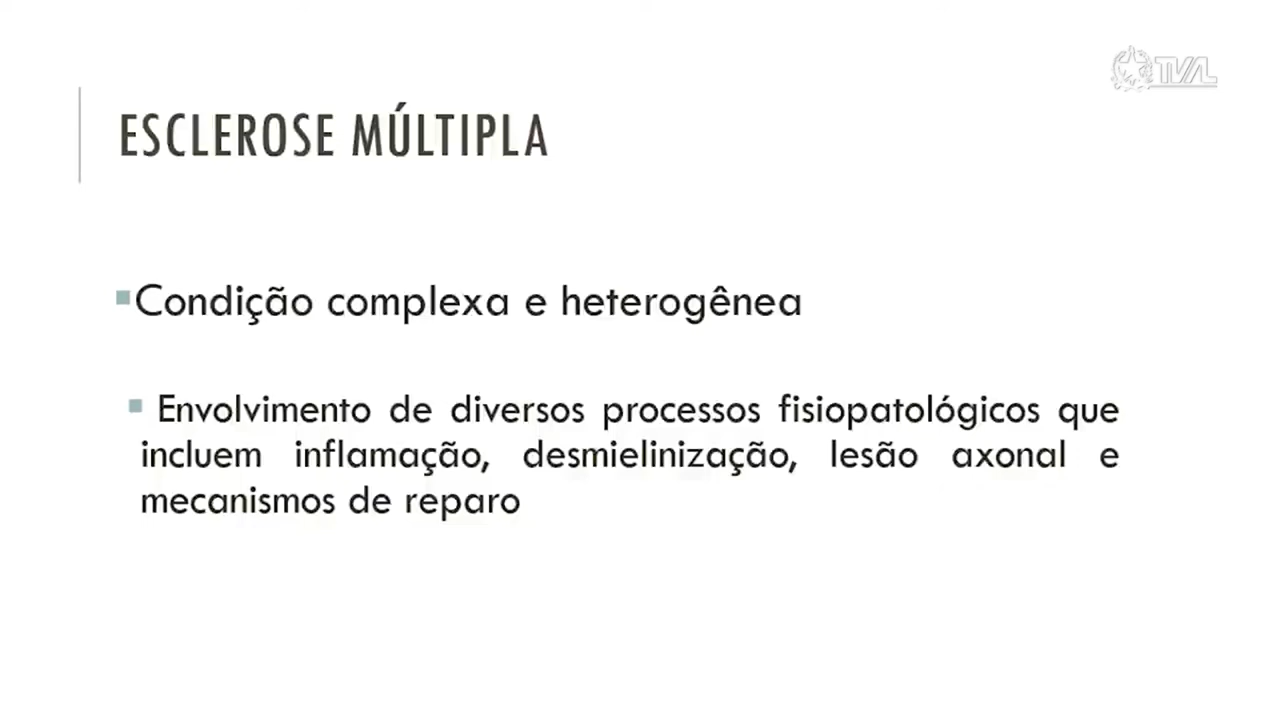 TVAL
ESCLEROSE MÚLTIPLA
Condição complexa e heterogênea
Envolvimento de diversos processos fisiopatológicos que
incluem inflamação, desmielinização, lesão axonal e
mecanismos de reparo